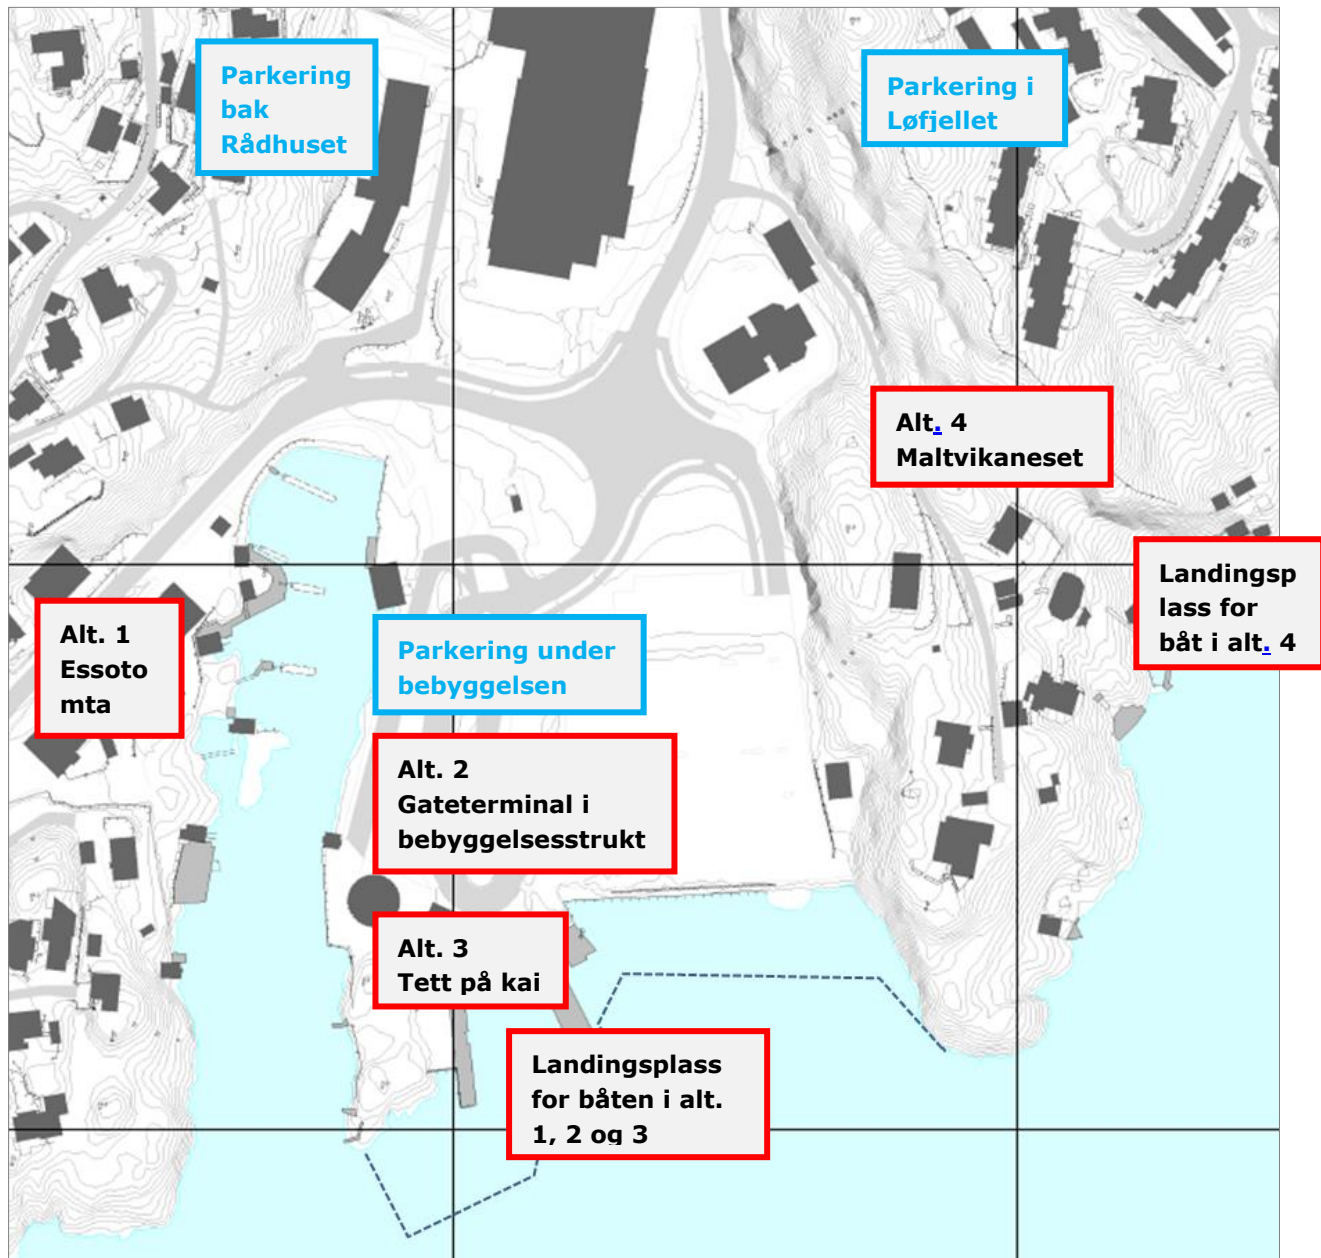 Parkering
bak
Rådhuset
Parkering i
Løfjellet
Alt. 4
Maltvikaneset
Landingsp
lass for
båt i alt. 4
Alt. 1
Essoto
mta
Parkering under
bebyggelsen
Alt. 2
Gateterminal i
bebyggelsesstrukt
Alt. 3
Tett på kai
Landingsplass
for båten i alt.
1, 2 og 3